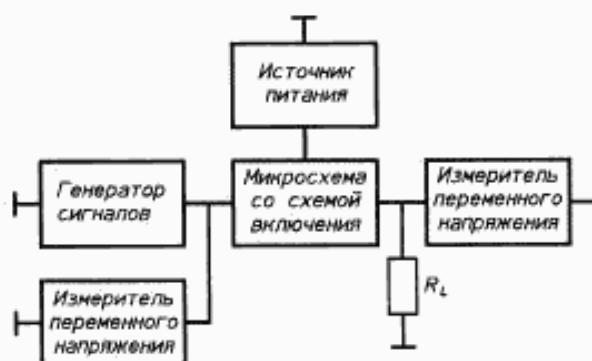 Источник
питания
Генератор
сигналов
Микросхема
со схемой
включения
Измеритель
переменного
напряжения
R_L
Измеритель
переменного
напряжения